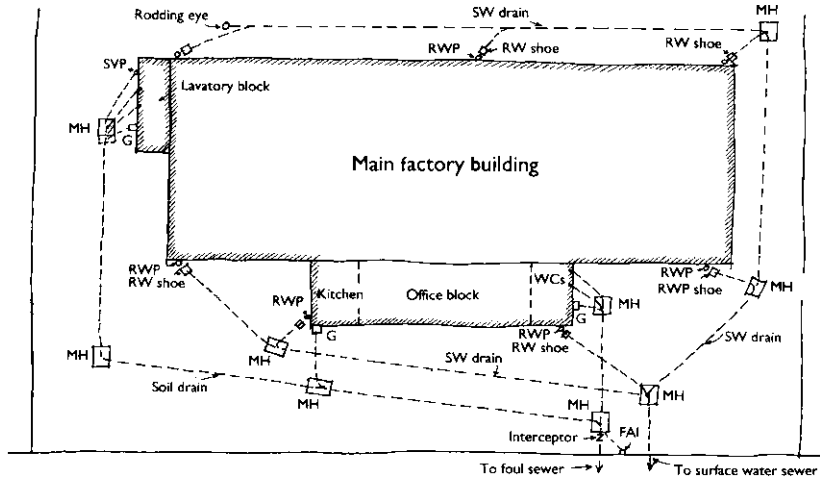 Rodding eye
SW drain
MH
RWP
RW shoe
SVP
Lavatory block
MH
G
Main factory building
RWP
RW shoe
RWP
Kitchen
Office block
WCs
G
MH
RWP
RWP shoe
MH
G
RWP
RW shoe
SW drain
MH
MH
SW drain
Soil drain
MH
MH
MH
Interceptor
FAI
To foul sewer
To surface water sewer